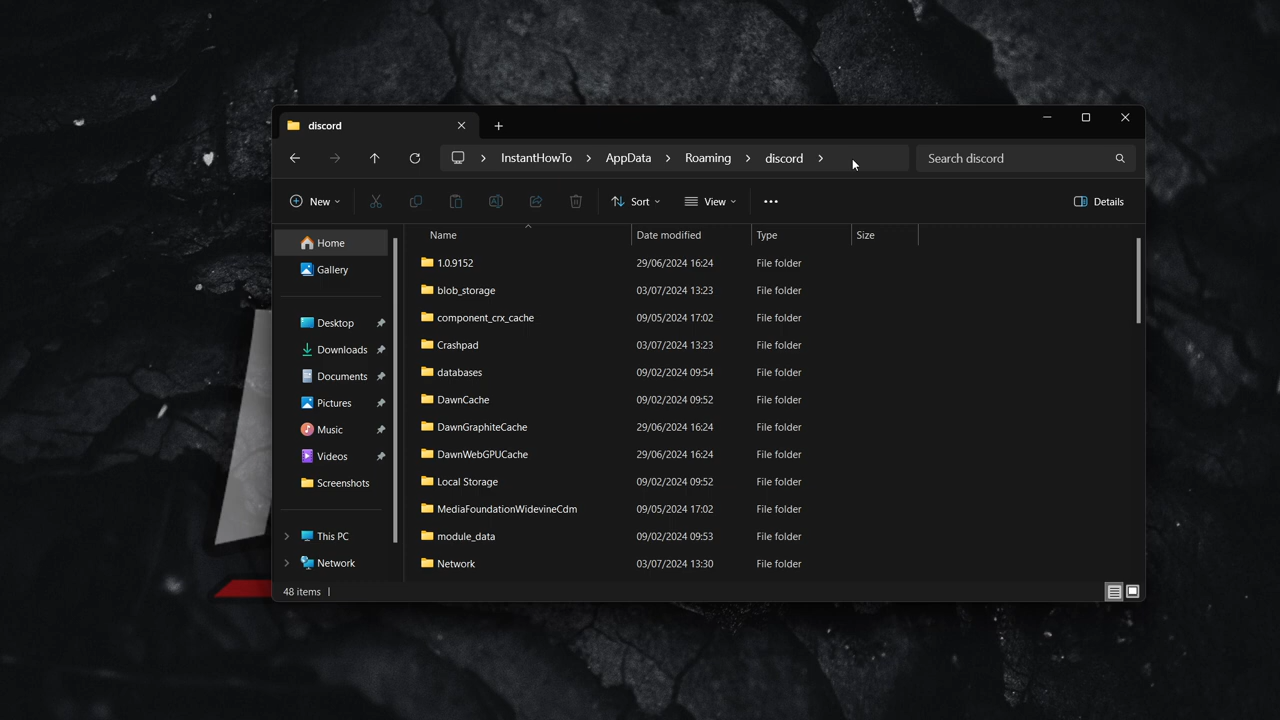 discord
InstantHowTo AppData Roaming discord
Search discord
New Sort View Details
Name Date modified Type Size
Home
Gallery
Desktop
Downloads
Documents
Pictures
Music
Videos
Screenshots
This PC
Network
1.0.9152 29/06/2024 16:24 File folder
blob_storage 03/07/2024 13:23 File folder
component_crx_cache 09/05/2024 17:02 File folder
Crashpad 03/07/2024 13:23 File folder
databases 09/02/2024 09:54 File folder
DawnCache 09/02/2024 09:52 File folder
DawnGraphiteCache 29/06/2024 16:24 File folder
DawnWebGPUCache 29/06/2024 16:24 File folder
Local Storage 09/02/2024 09:52 File folder
MediaFoundationWidevineCdm 09/05/2024 17:02 File folder
module_data 09/02/2024 09:53 File folder
Network 03/07/2024 13:30 File folder
48 items